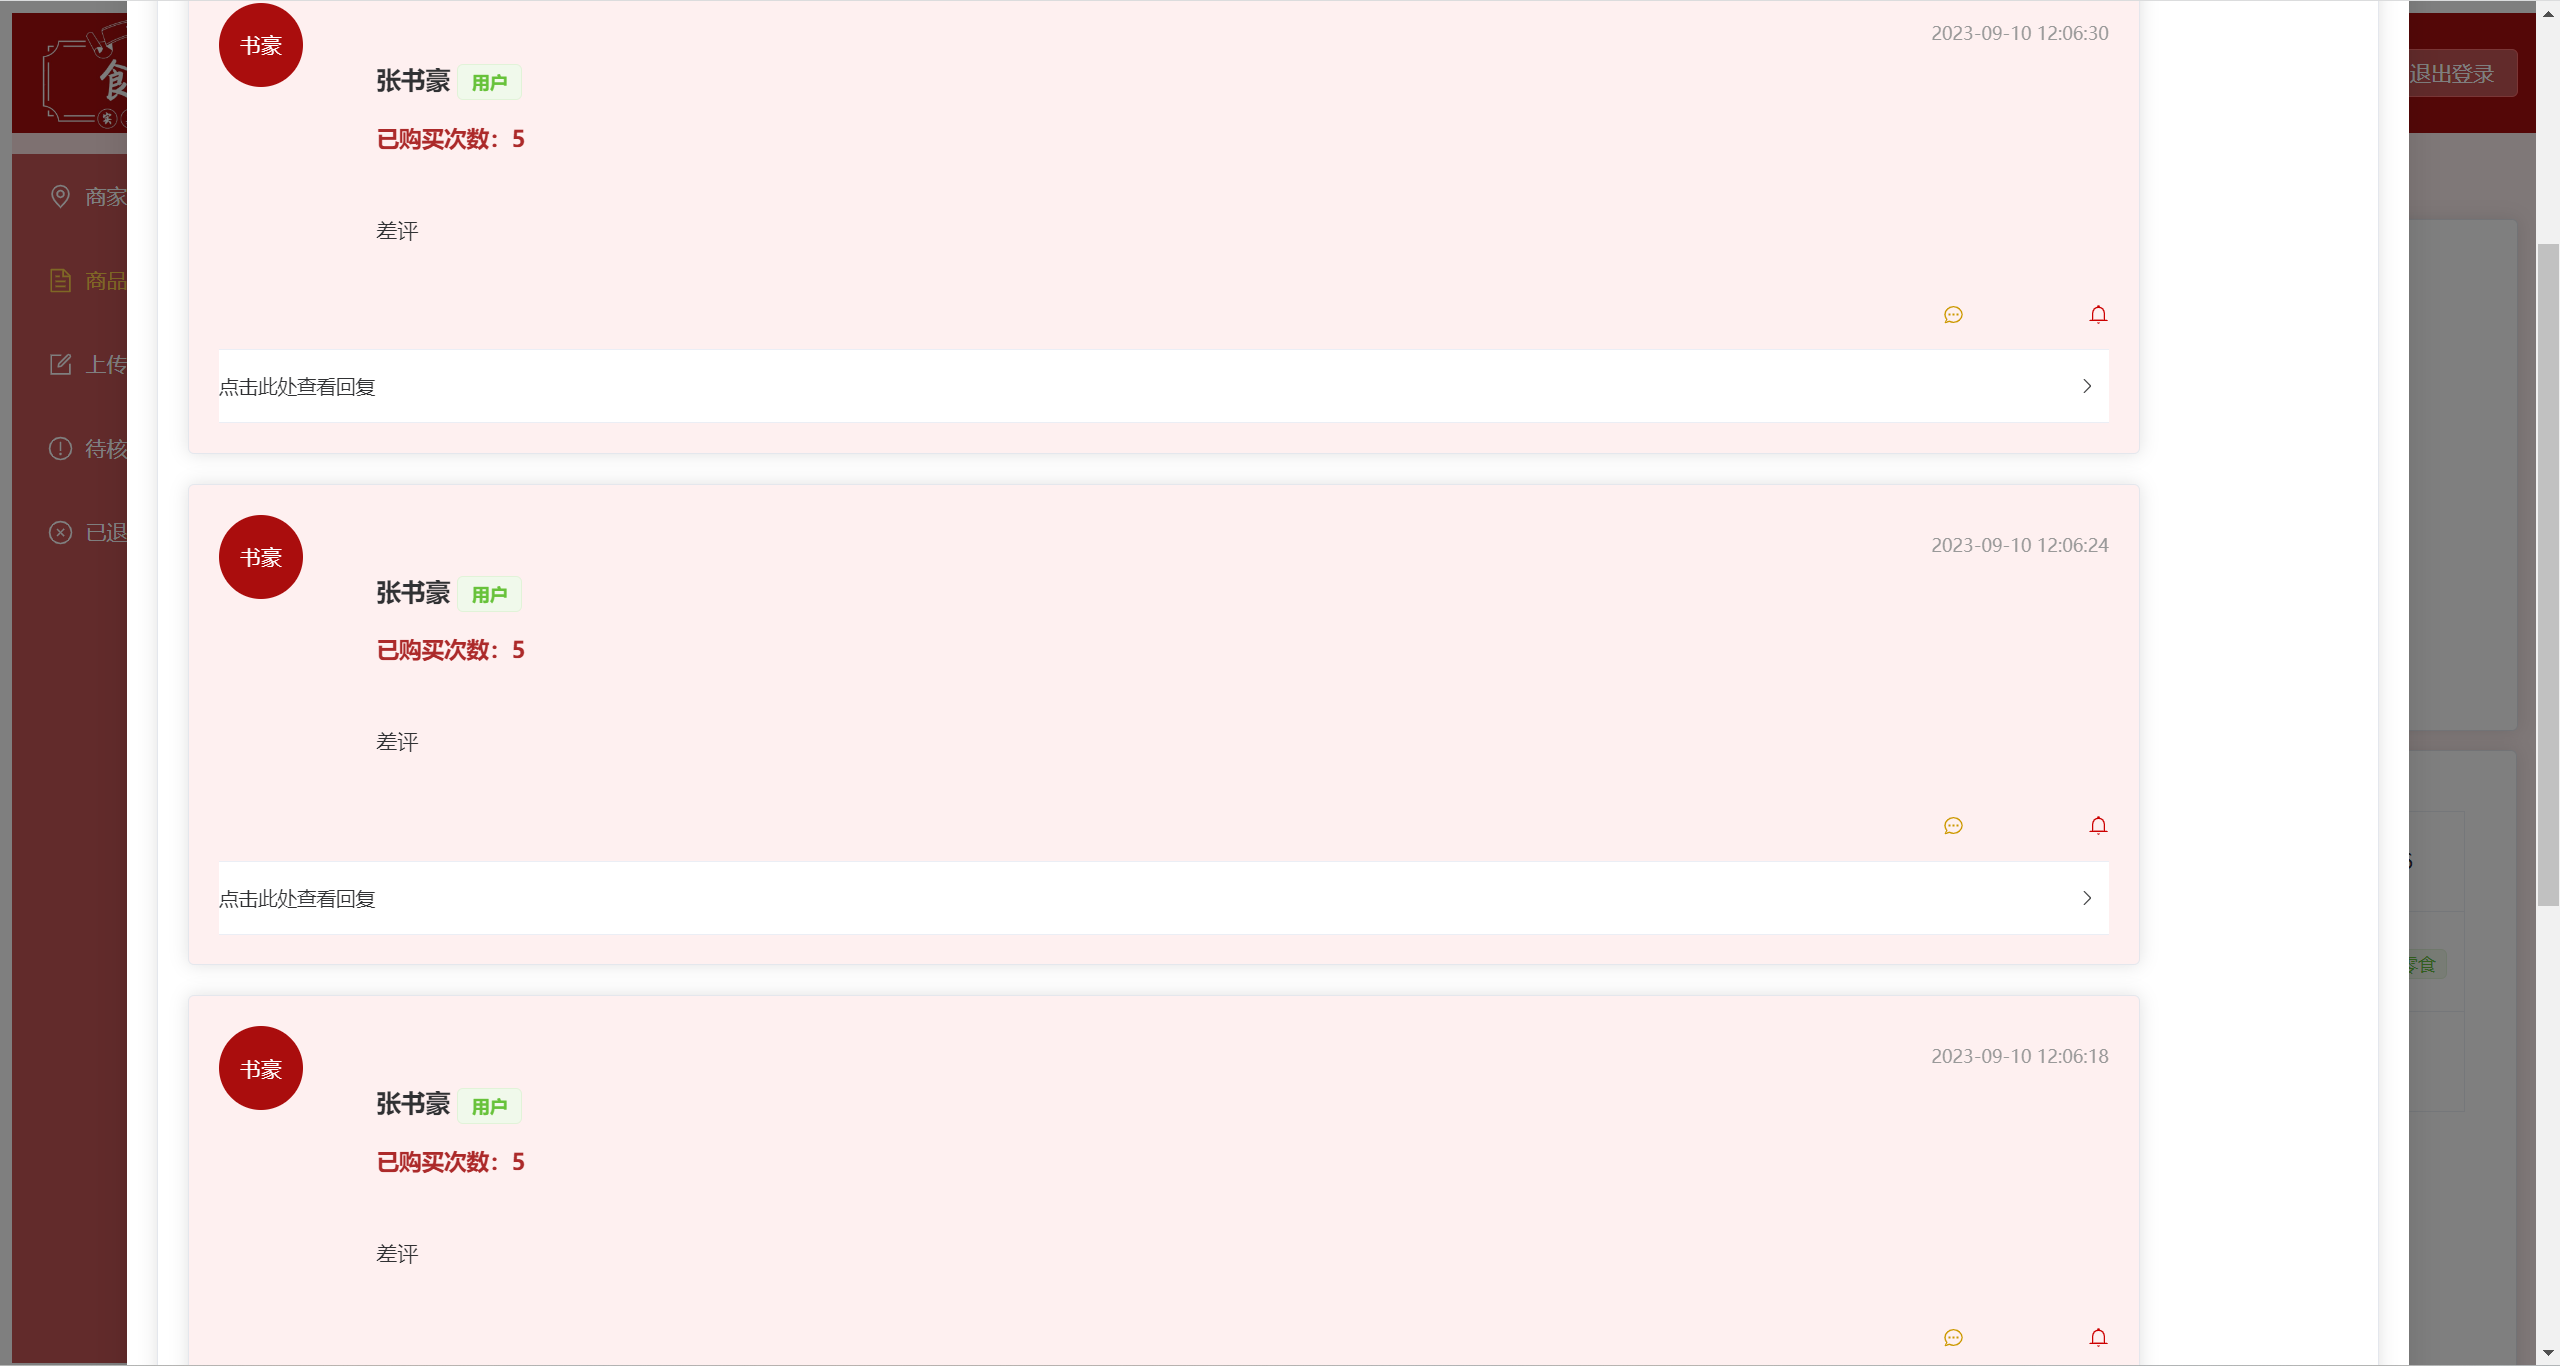 食
实
退出登录
商家
商品
上传
待核
已退
书豪
2023-09-10 12:06:30
张书豪 用户
已购买次数：5
差评
点击此处查看回复
书豪
2023-09-10 12:06:24
张书豪 用户
已购买次数：5
差评
点击此处查看回复
零食
书豪
2023-09-10 12:06:18
张书豪 用户
已购买次数：5
差评